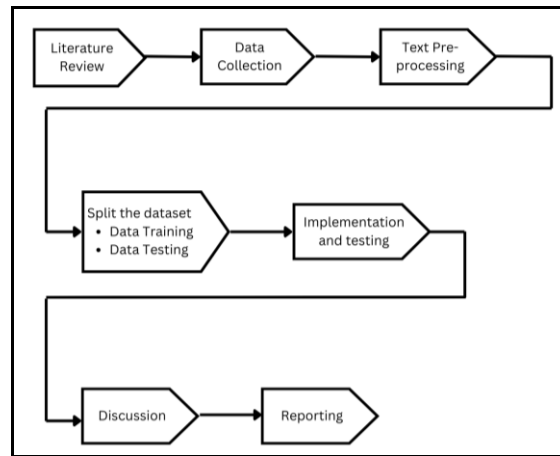 Literature
Review
Data
Collection
Text Pre-
processing
Split the dataset
• Data Training
• Data Testing
Implementation
and testing
Discussion
Reporting